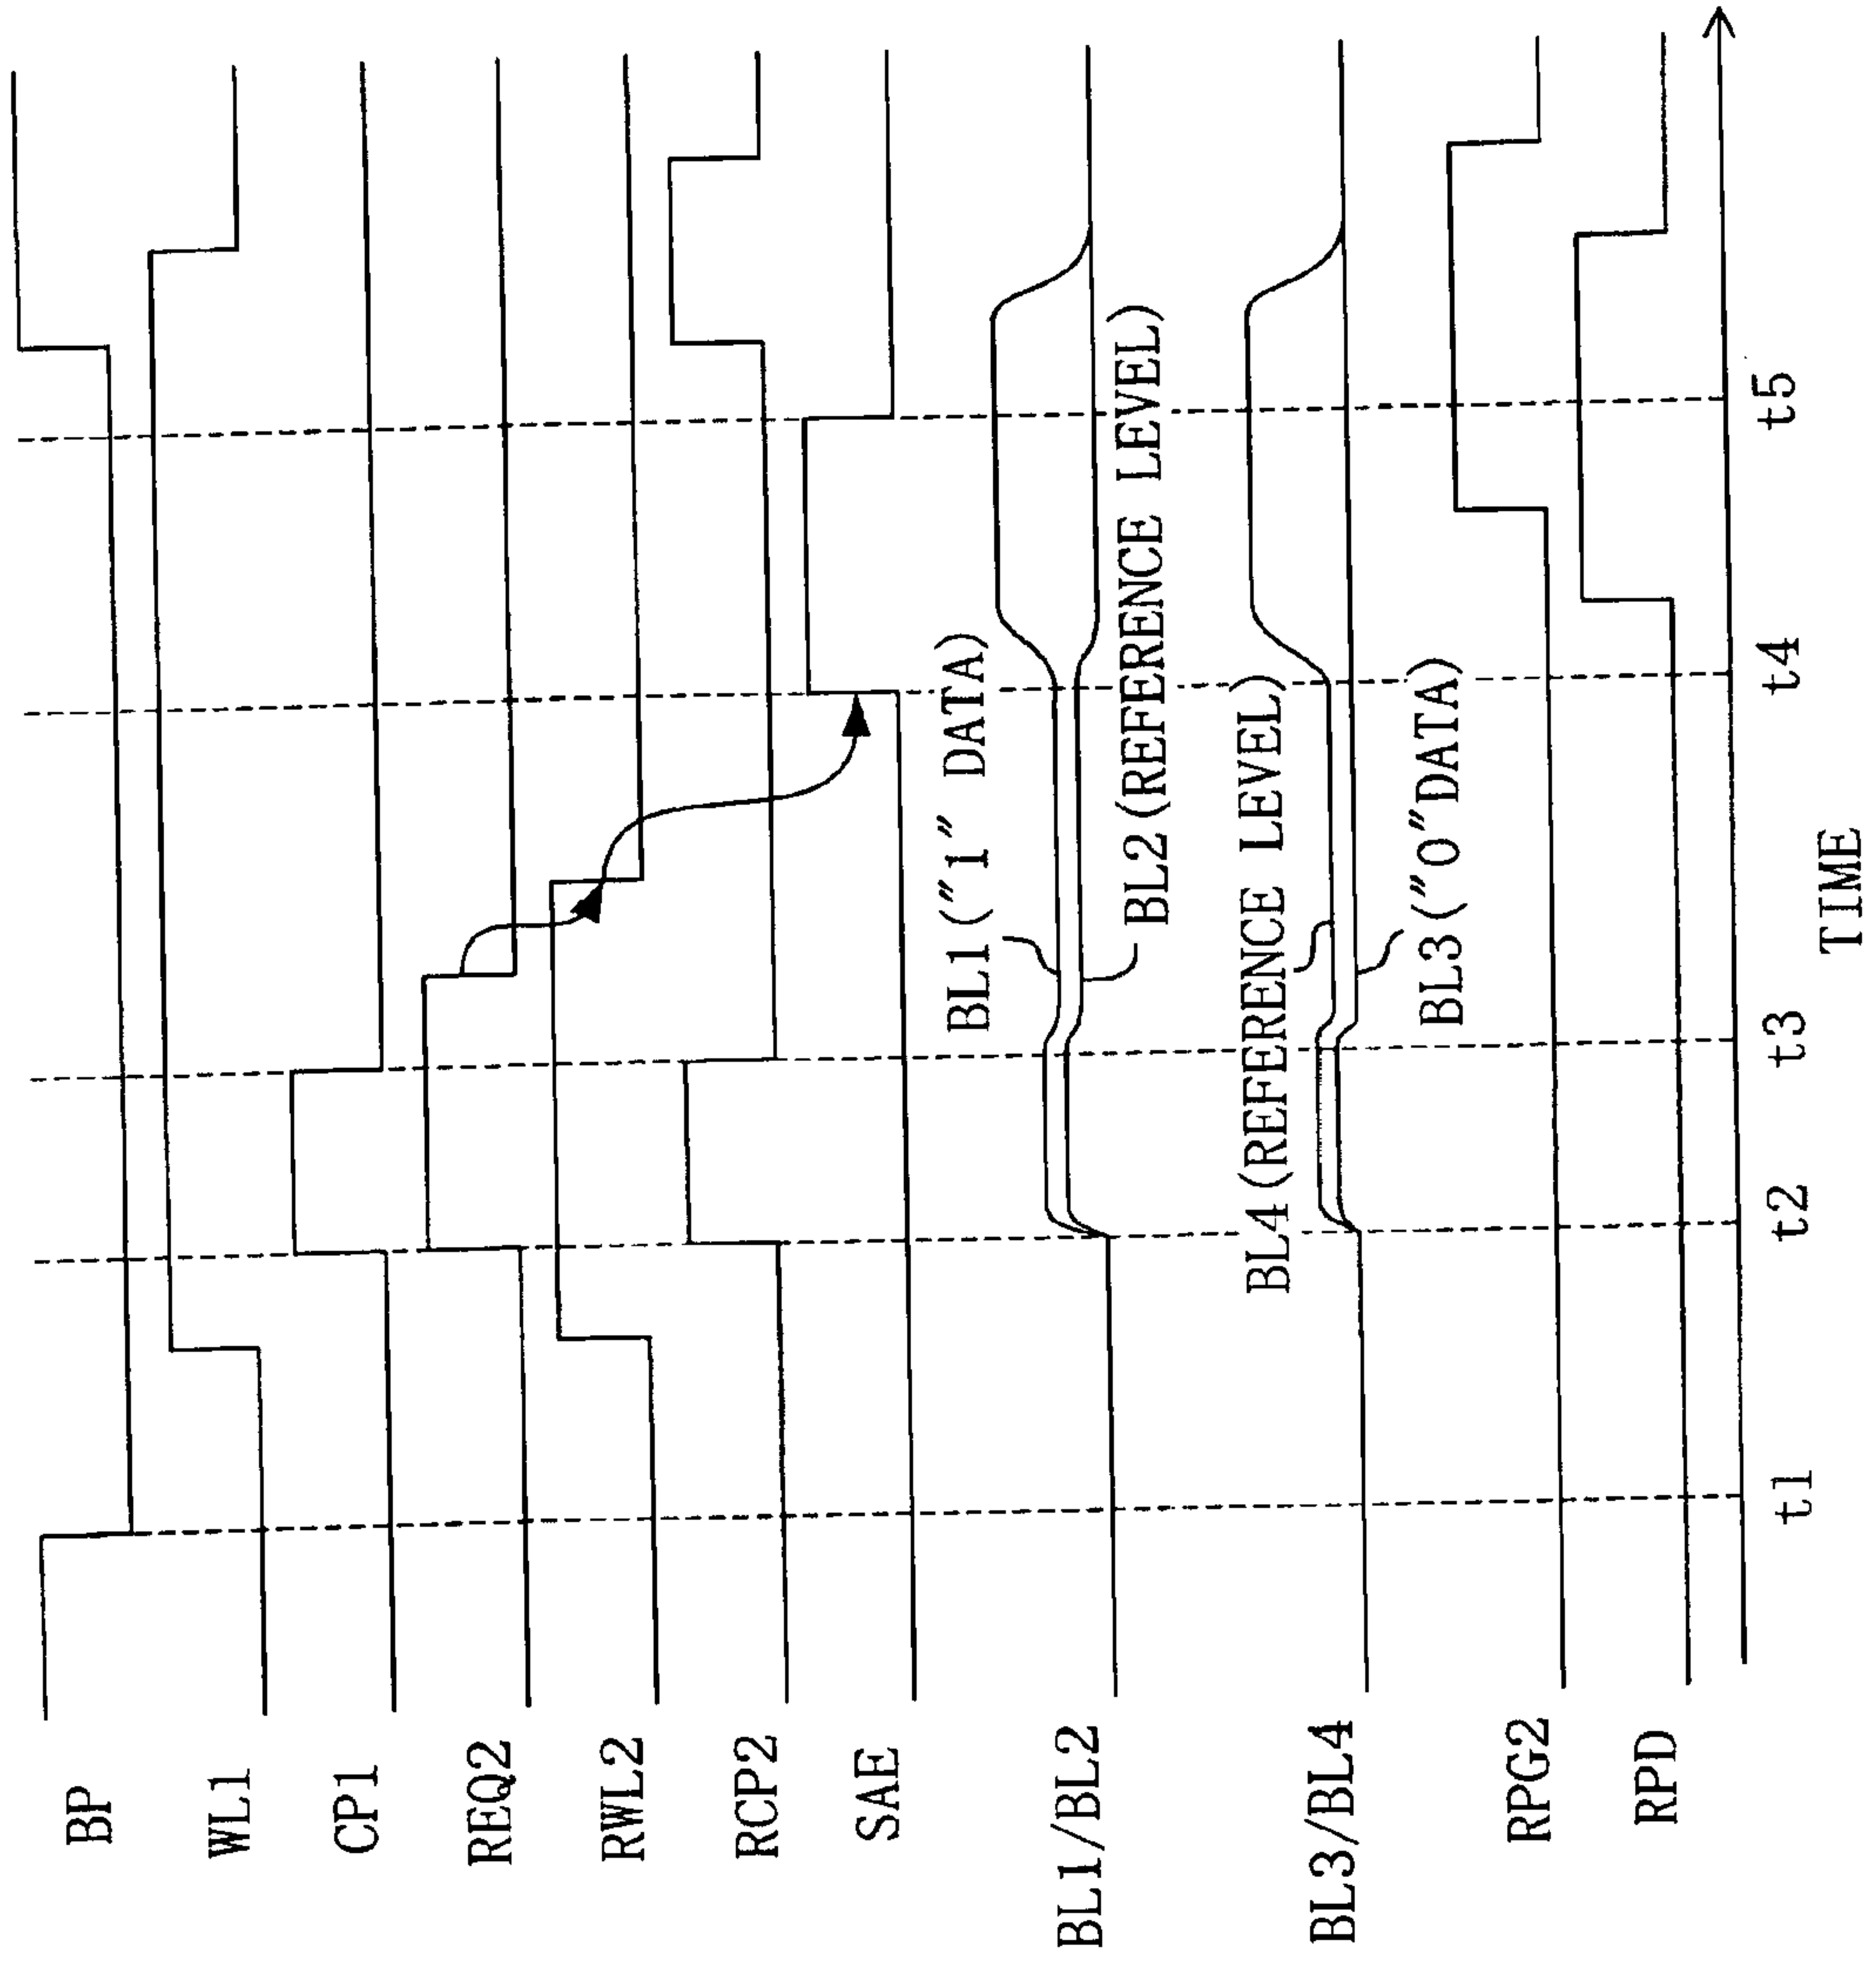 BP
WL1
CP1
REQ2
RWL2
RCP2
SAE
BL1/BL2
BL1("1" DATA)
BL2(REFERENCE LEVEL)
BL3/BL4
BL4(REFERENCE LEVEL)
BL3("0"DATA)
RPG2
RPD
t1 t2 t3 t4 t5
TIME